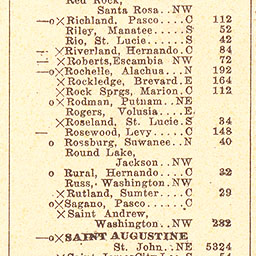 Red Rock,
Santa Rosa..NW
—o×Richland, Pasco....C 112
Riley, Manatee.....S 52
Rio, St. Lucie.....S 42
×Riverland, Hernando.C 84
×Roberts, Escambia NW 72
—o×Rochelle, Alachua...N 192
×Rockledge, Brevard.E 164
×Rock Sprgs, Marion.C 112
o×Rodman, Putnam...NE
Rogers, Volusia....E
×Roseland, St. Lucie.S 34
— Rosewood, Levy.....C 148
o Rossburg, Suwanee..N 40
Round Lake,
Jackson..NW
o Rural, Hernando....C 32
Russ, Washington.NW
×Rutland, Sumter....C 29
o×Sagano, Pasco......C
×Saint Andrew,
Washington..NW 282
—o×SAINT AUGUSTINE
St. John..NE 5324